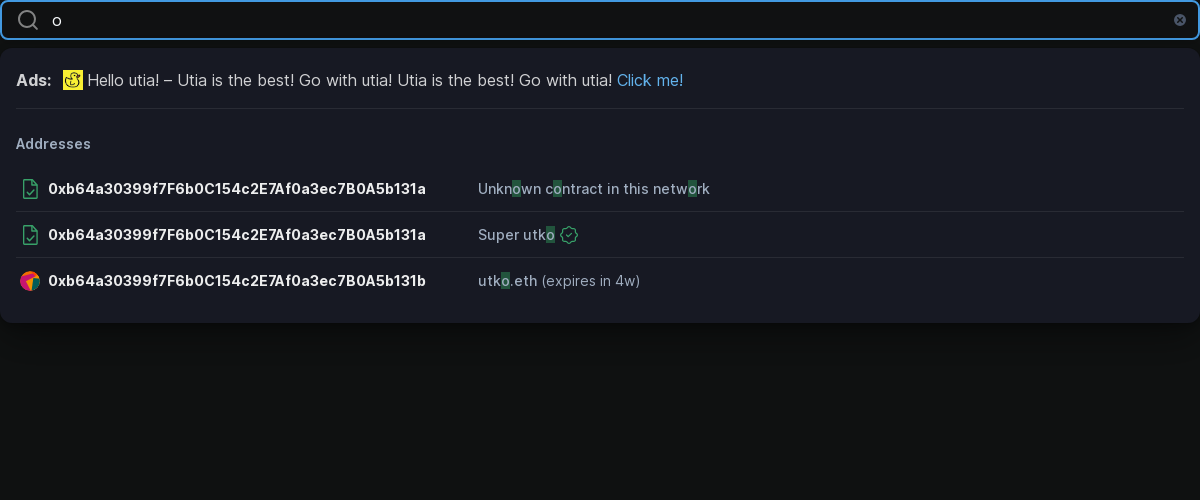 o
Ads: Hello utia! – Utia is the best! Go with utia! Utia is the best! Go with utia! Click me!
Addresses
0xb64a30399f7F6b0C154c2E7Af0a3ec7B0A5b131a Unknown contract in this network
0xb64a30399f7F6b0C154c2E7Af0a3ec7B0A5b131a Super utko
0xb64a30399f7F6b0C154c2E7Af0a3ec7B0A5b131b utko.eth (expires in 4w)